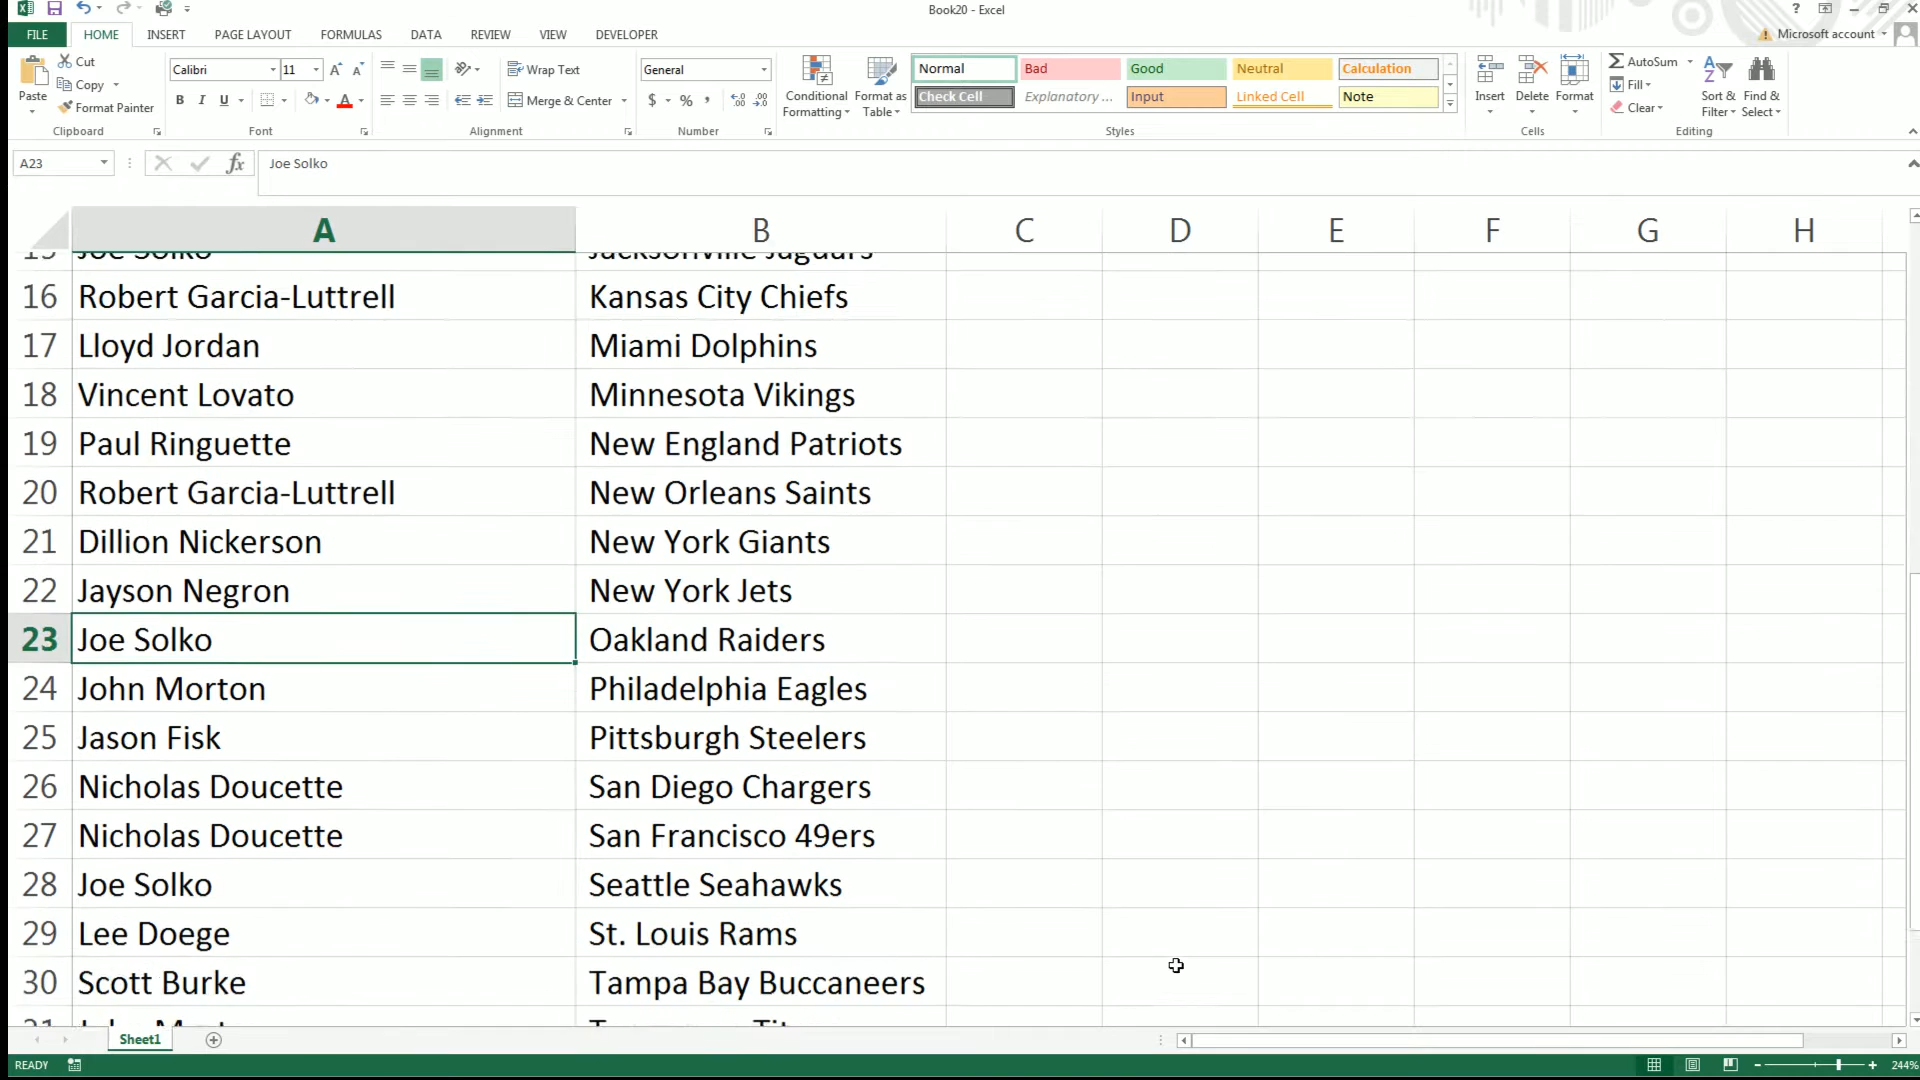 Book20 - Excel
?
FILE HOME INSERT PAGE LAYOUT FORMULAS DATA REVIEW VIEW DEVELOPER Microsoft account
Paste
Cut
Copy
Format Painter
Clipboard
Calibri 11
B I U A
Font
Wrap Text
Merge & Center
Alignment
General
$ % ,
Number
Conditional Formatting
Format as Table
Normal Bad Good Neutral Calculation
Check Cell Explanatory ... Input Linked Cell Note
Styles
Insert Delete Format
Cells
AutoSum
Fill
Clear
Sort & Filter
Find & Select
Editing
A23 fx Joe Solko
A B C D E F G H
15 Joe Solko Jacksonville Jaguars
16 Robert Garcia-Luttrell Kansas City Chiefs
17 Lloyd Jordan Miami Dolphins
18 Vincent Lovato Minnesota Vikings
19 Paul Ringuette New England Patriots
20 Robert Garcia-Luttrell New Orleans Saints
21 Dillion Nickerson New York Giants
22 Jayson Negron New York Jets
23 Joe Solko Oakland Raiders
24 John Morton Philadelphia Eagles
25 Jason Fisk Pittsburgh Steelers
26 Nicholas Doucette San Diego Chargers
27 Nicholas Doucette San Francisco 49ers
28 Joe Solko Seattle Seahawks
29 Lee Doege St. Louis Rams
30 Scott Burke Tampa Bay Buccaneers
Sheet1
READY 244%